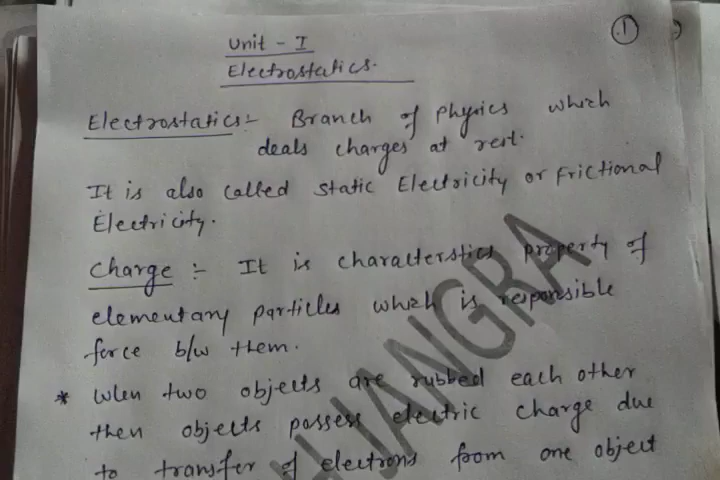 1
Unit - I
Electrostatics.
Electrostatics:- Branch of Physics which
deals charges at rest.
It is also called static Electricity or Frictional
Electricity.
Charge :- It is characterstics property of
elementary particles which is responsible
force b/w them.
* When two objects are rubbed each other
then objects possess electric charge due
to transfer of electrons from one object
JANGRA